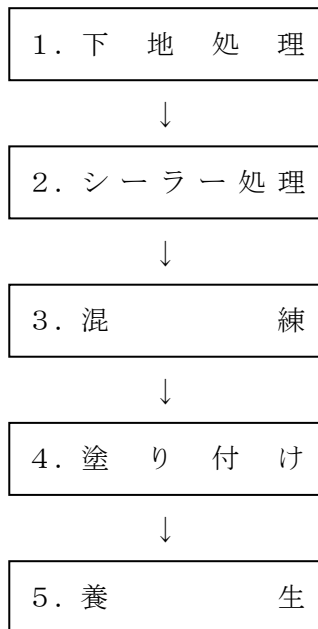 1．下地処理
↓
2．シーラー処理
↓
3．混練
↓
4．塗り付け
↓
5．養生